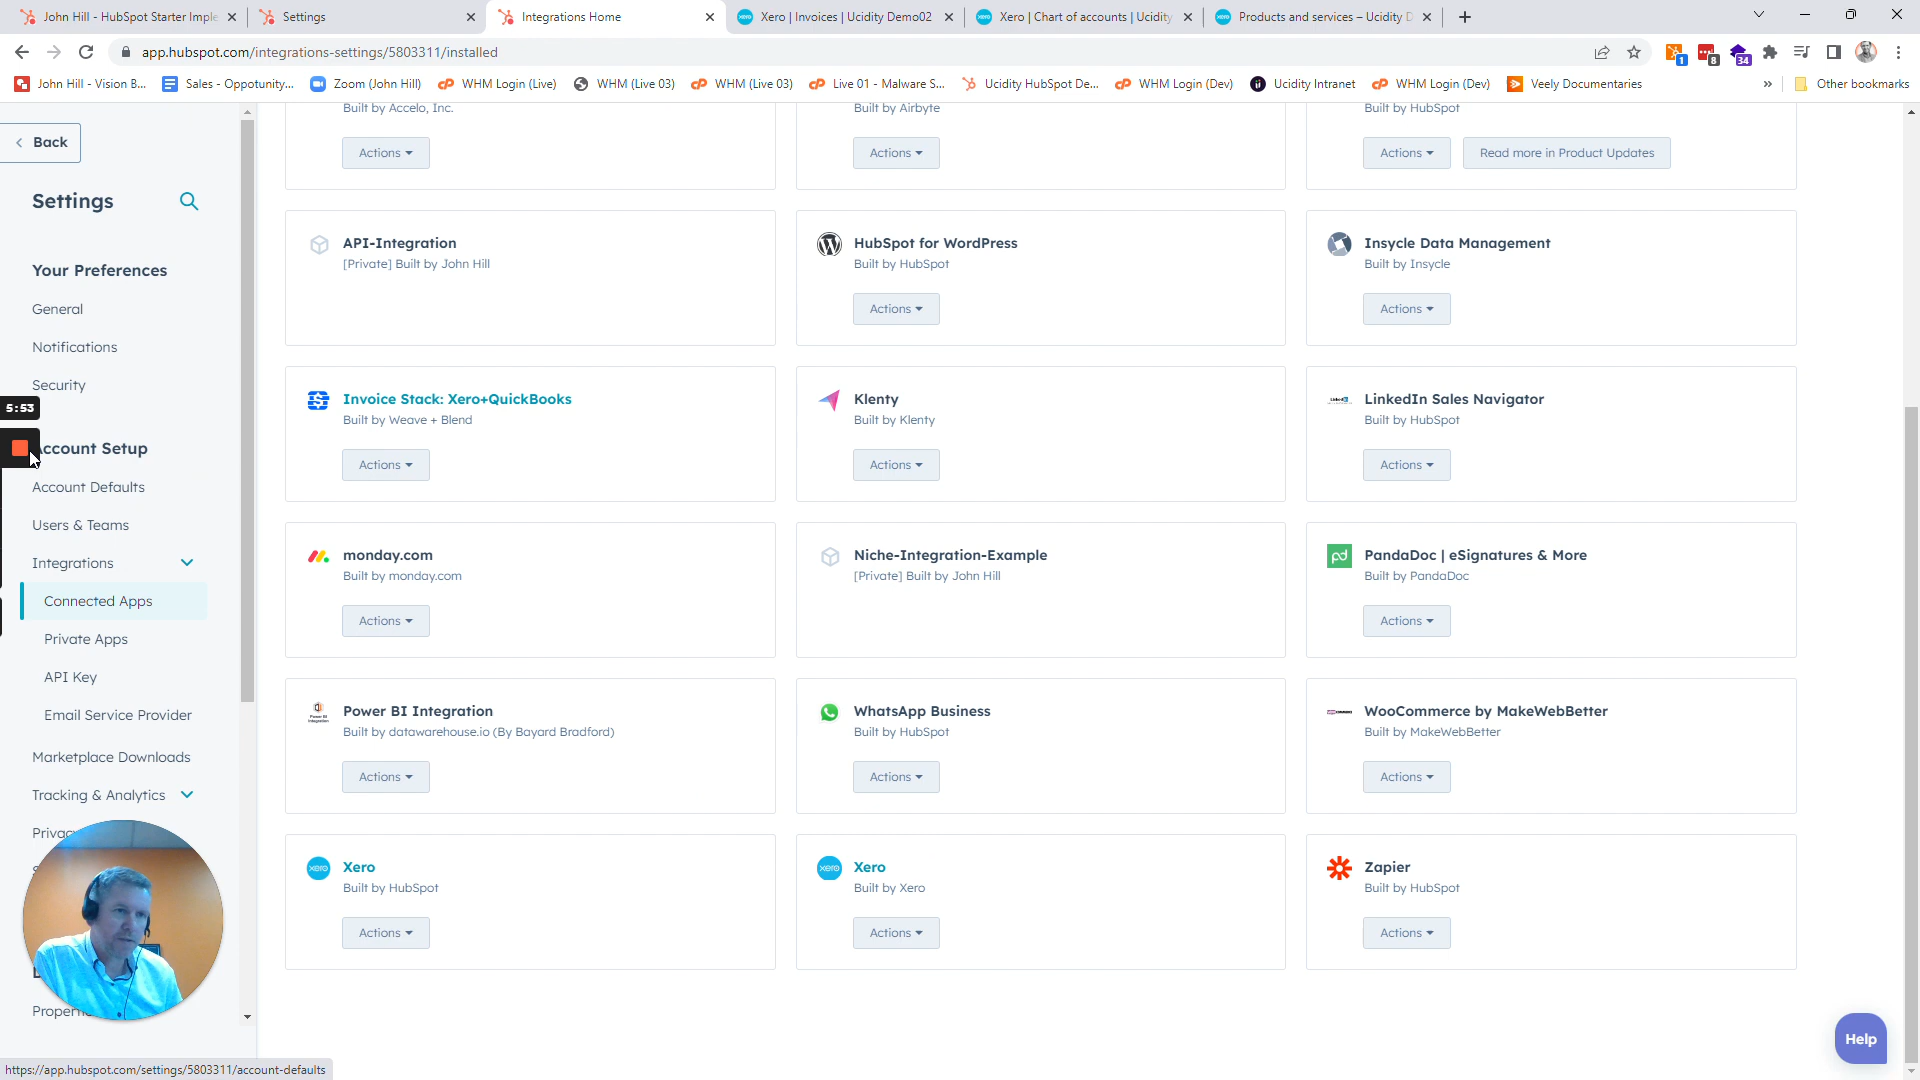 John Hill - HubSpot Starter Imple
Settings
Integrations Home
Xero | Invoices | Ucidity Demo02
Xero | Chart of accounts | Ucidity
Products and services – Ucidity D
app.hubspot.com/integrations-settings/5803311/installed
1
8
34
John Hill - Vision B...
Sales - Oppotunity...
Zoom (John Hill)
WHM Login (Live)
WHM (Live 03)
WHM (Live 03)
Live 01 - Malware S...
Ucidity HubSpot De...
WHM Login (Dev)
Ucidity Intranet
WHM Login (Dev)
Veely Documentaries
»
Other bookmarks
Back
Settings
Your Preferences
General
Notifications
Security
5:53
Account Setup
Account Defaults
Users & Teams
Integrations
Connected Apps
Private Apps
API Key
Email Service Provider
Marketplace Downloads
Tracking & Analytics
Privac
Proper
Built by Accelo, Inc.
Actions
Built by Airbyte
Actions
Built by HubSpot
Actions
Read more in Product Updates
API-Integration
[Private] Built by John Hill
HubSpot for WordPress
Built by HubSpot
Actions
Insycle Data Management
Built by Insycle
Actions
Invoice Stack: Xero+QuickBooks
Built by Weave + Blend
Actions
Klenty
Built by Klenty
Actions
LinkedIn Sales Navigator
Built by HubSpot
Actions
monday.com
Built by monday.com
Actions
Niche-Integration-Example
[Private] Built by John Hill
pd
PandaDoc | eSignatures & More
Built by PandaDoc
Actions
Power BI Integration
Built by datawarehouse.io (By Bayard Bradford)
Actions
WhatsApp Business
Built by HubSpot
Actions
WooCommerce by MakeWebBetter
Built by MakeWebBetter
Actions
xero
Xero
Built by HubSpot
Actions
xero
Xero
Built by Xero
Actions
Zapier
Built by HubSpot
Actions
Help
https://app.hubspot.com/settings/5803311/account-defaults